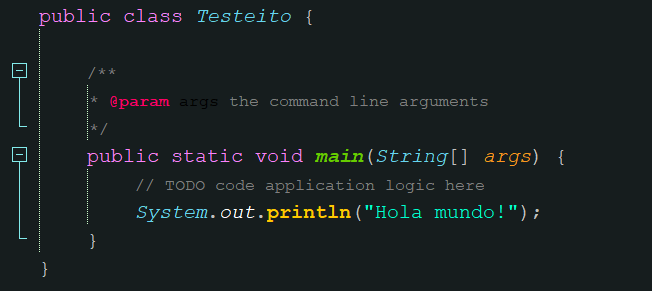 public class Testeito {
/**
* @param args the command line arguments
*/
public static void main(String[] args) {
// TODO code application logic here
System.out.println("Hola mundo!");
}
}